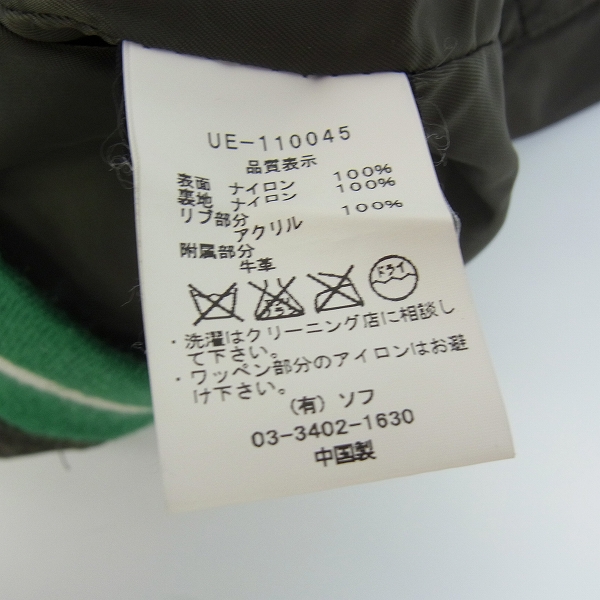 UE-110045
品質表示
表面 ナイロン 100%
裏地 ナイロン 100%
リブ部分
アクリル 100%
附属部分
牛革
ドライ
・洗濯はクリーニング店に相談し
て下さい。
・ワッペン部分のアイロンはお避
け下さい。
(有) ソフ
03-3402-1630
中国製